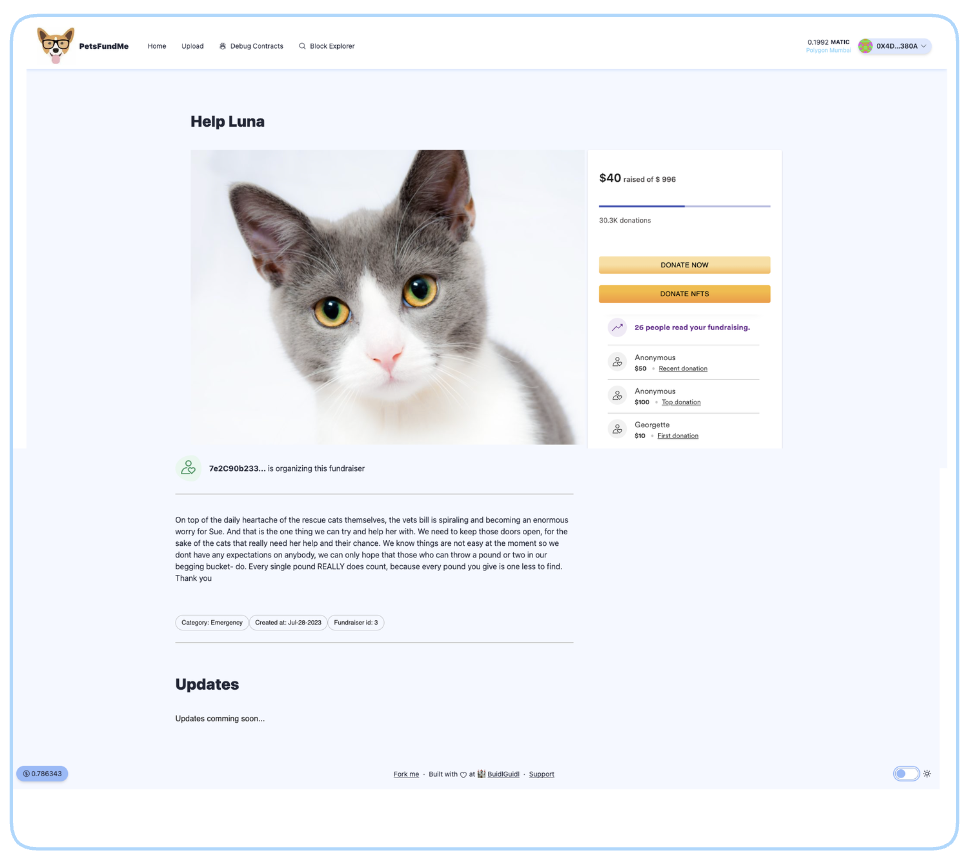 PetsFundMe Home Upload Debug Contracts Block Explorer
0.1992 MATIC
Polygon Mumbai
0X4D...380A
Help Luna
$40 raised of $ 996
30.3K donations
DONATE NOW
DONATE NFTS
26 people read your fundraising.
Anonymous
$50 Recent donation
Anonymous
$100 Top donation
Georgette
$10 First donation
7e2C90b233... is organizing this fundraiser
On top of the daily heartache of the rescue cats themselves, the vets bill is spiraling and becoming an enormous
worry for Sue. And that is the one thing we can try and help her with. We need to keep those doors open, for the
sake of the cats that really need her help and their chance. We know things are not easy at the moment so we
dont have any expectations on anybody, we can only hope that those who can throw a pound or two in our
begging bucket- do. Every single pound REALLY does count, because every pound you give is one less to find.
Thank you
Category: Emergency Created at: Jul-28-2023 Fundraiser id: 3
Updates
Updates comming soon...
0.786343
Fork me · Built with ♡ at BuidlGuidl · Support